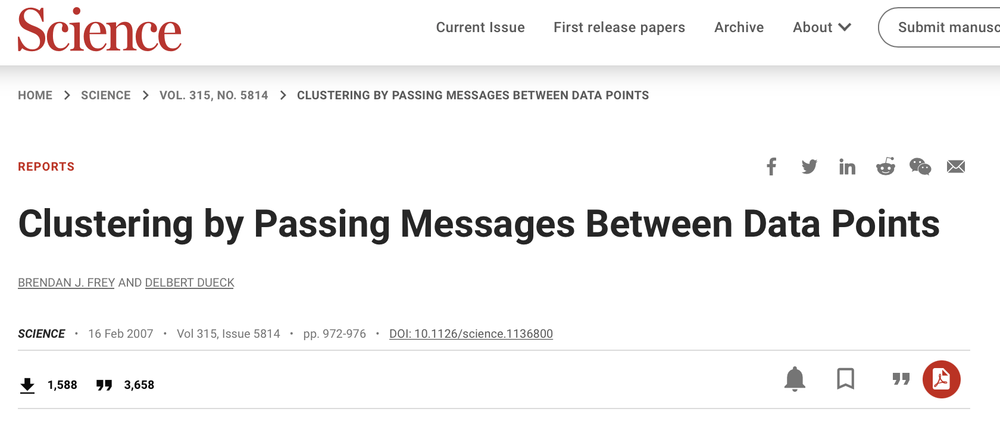 Science
Current Issue First release papers Archive About Submit manusc
HOME > SCIENCE > VOL. 315, NO. 5814 > CLUSTERING BY PASSING MESSAGES BETWEEN DATA POINTS
REPORTS
Clustering by Passing Messages Between Data Points
BRENDAN J. FREY AND DELBERT DUECK
SCIENCE • 16 Feb 2007 • Vol 315, Issue 5814 • pp. 972-976 • DOI: 10.1126/science.1136800
1,588 3,658